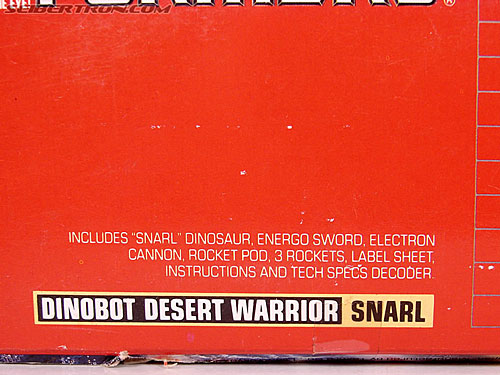 SEIBERTRON.COM
INCLUDES "SNARL" DINOSAUR, ENERGO SWORD, ELECTRON
CANNON, ROCKET POD, 3 ROCKETS, LABEL SHEET,
INSTRUCTIONS AND TECH SPECS DECODER.
DINOBOT DESERT WARRIOR SNARL